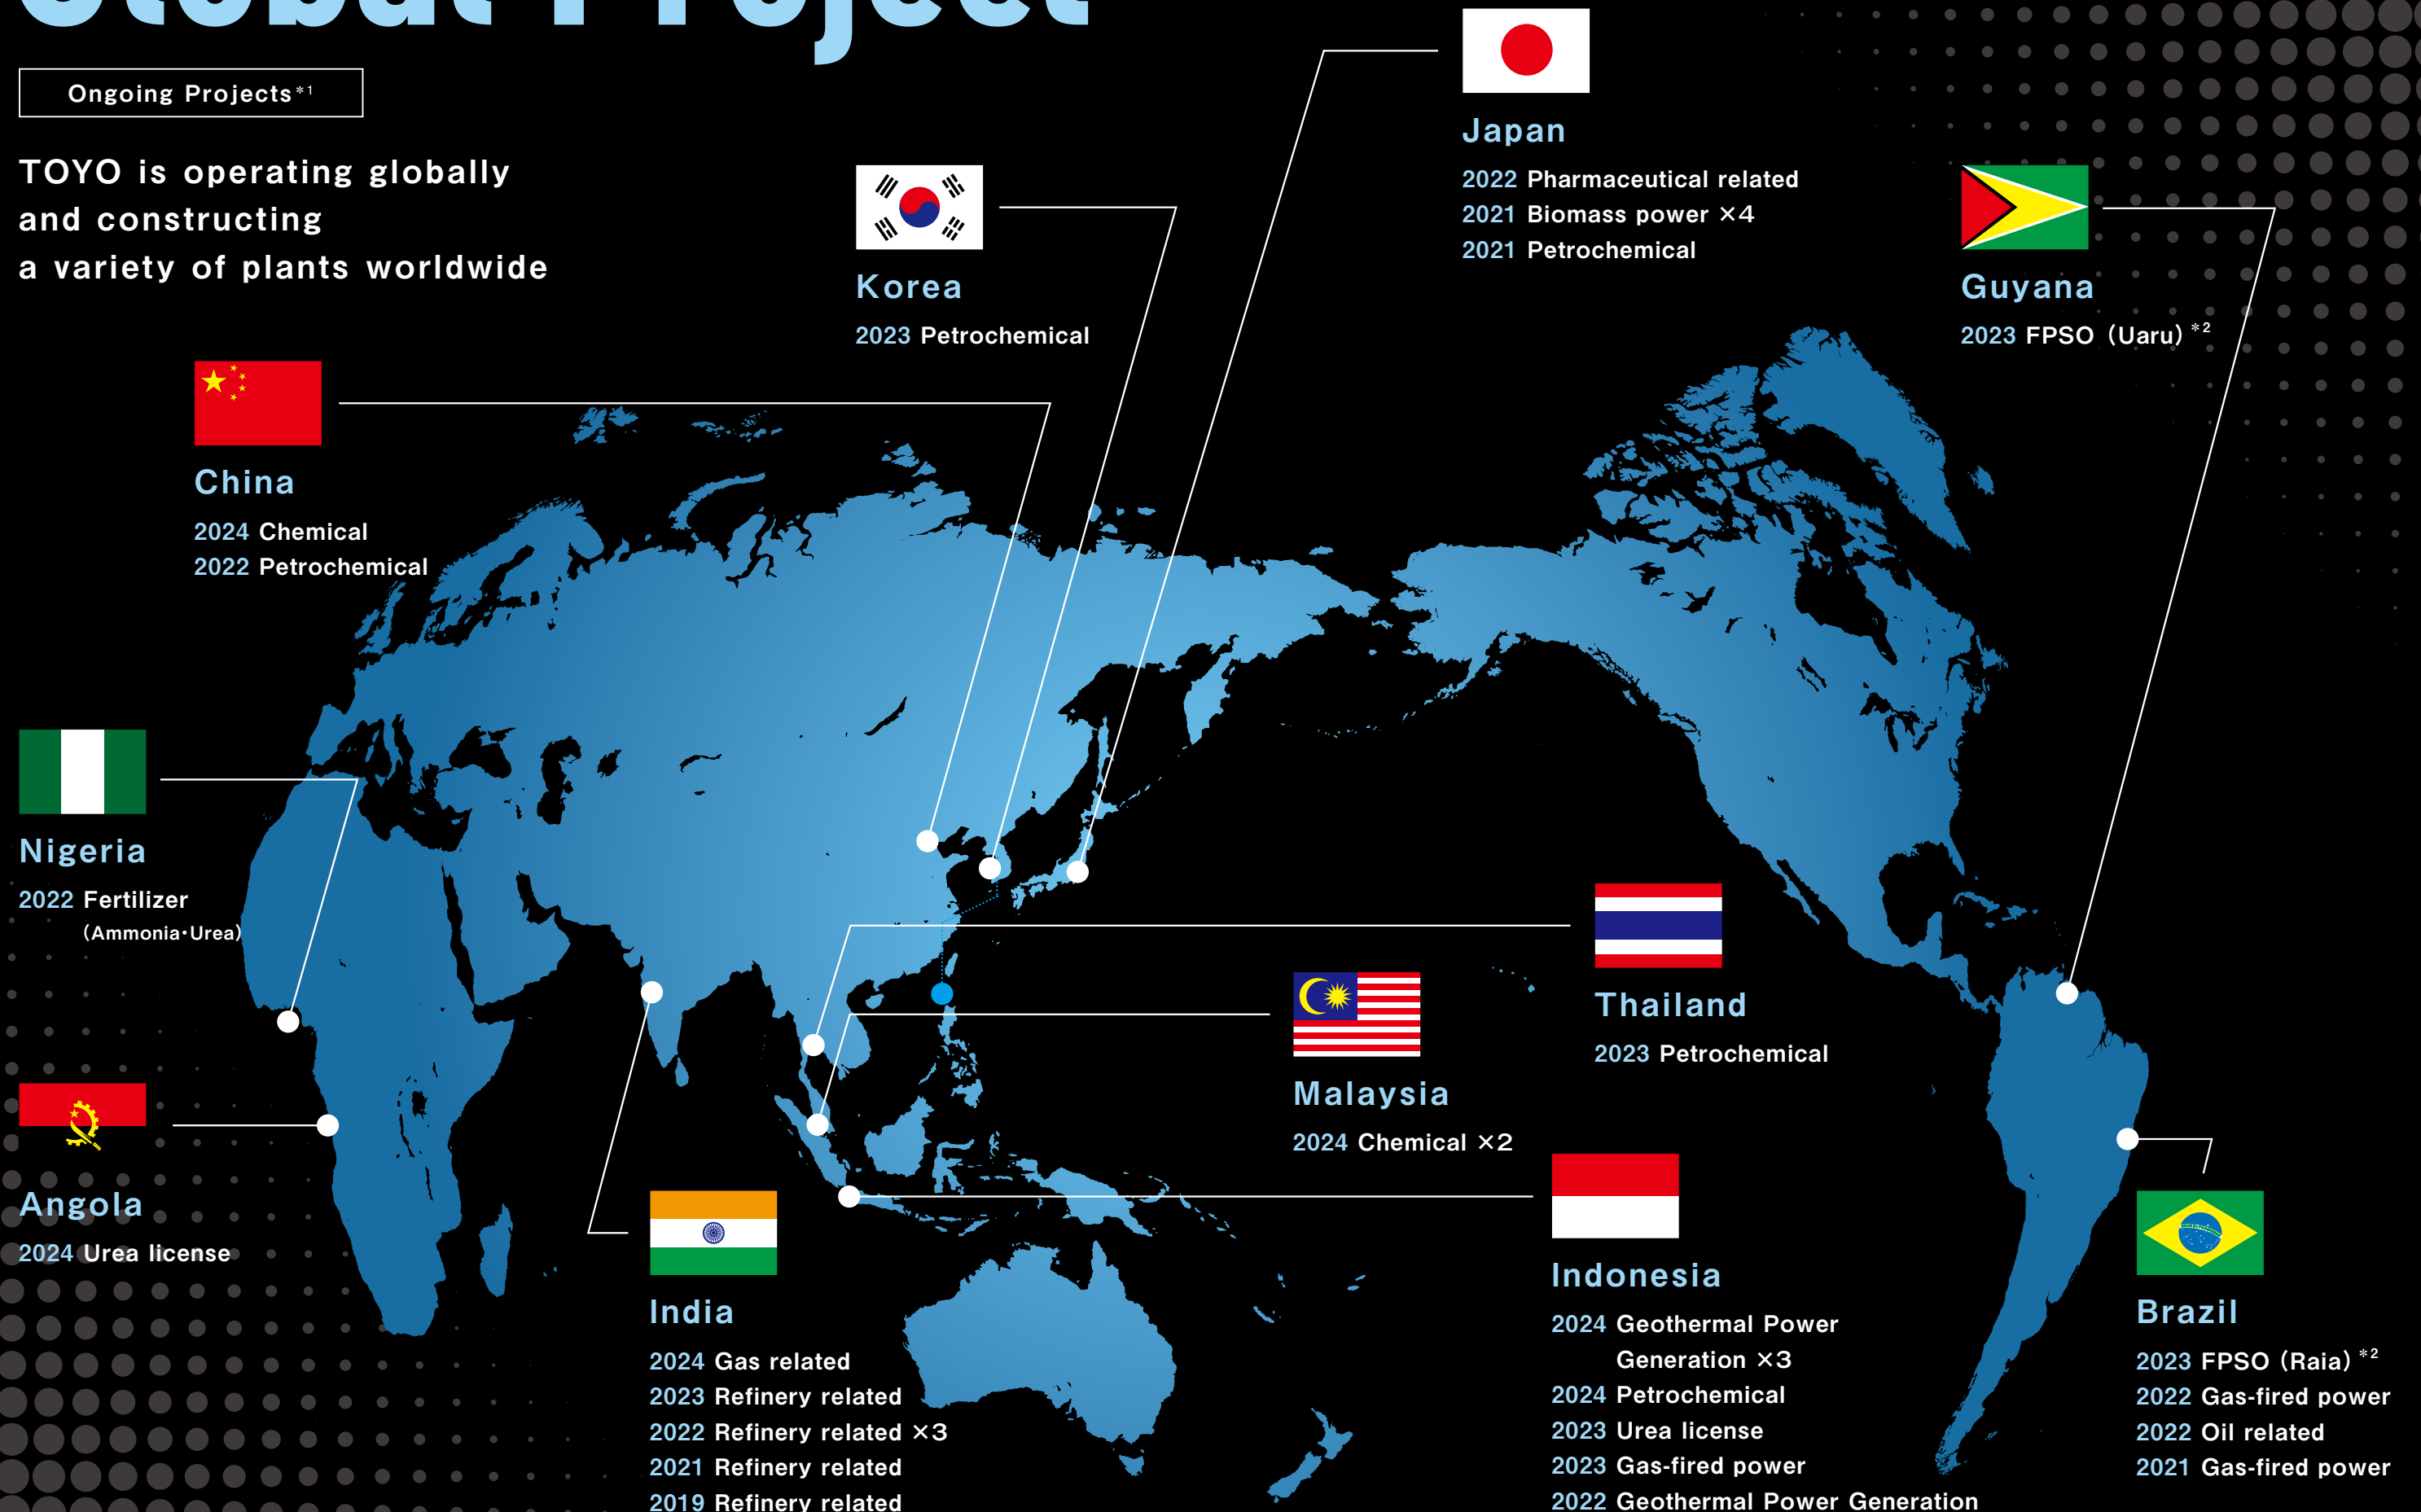 Global Project
Ongoing Projects*1
TOYO is operating globally
and constructing
a variety of plants worldwide
Japan
2022 Pharmaceutical related
2021 Biomass power ×4
2021 Petrochemical
Korea
2023 Petrochemical
Guyana
2023 FPSO (Uaru)*2
China
2024 Chemical
2022 Petrochemical
Nigeria
2022 Fertilizer
(Ammonia･Urea)
Thailand
2023 Petrochemical
Malaysia
2024 Chemical ×2
Angola
2024 Urea license
India
2024 Gas related
2023 Refinery related
2022 Refinery related ×3
2021 Refinery related
2019 Refinery related
Indonesia
2024 Geothermal Power
Generation ×3
2024 Petrochemical
2023 Urea license
2023 Gas-fired power
2022 Geothermal Power Generation
Brazil
2023 FPSO (Raia)*2
2022 Gas-fired power
2022 Oil related
2021 Gas-fired power